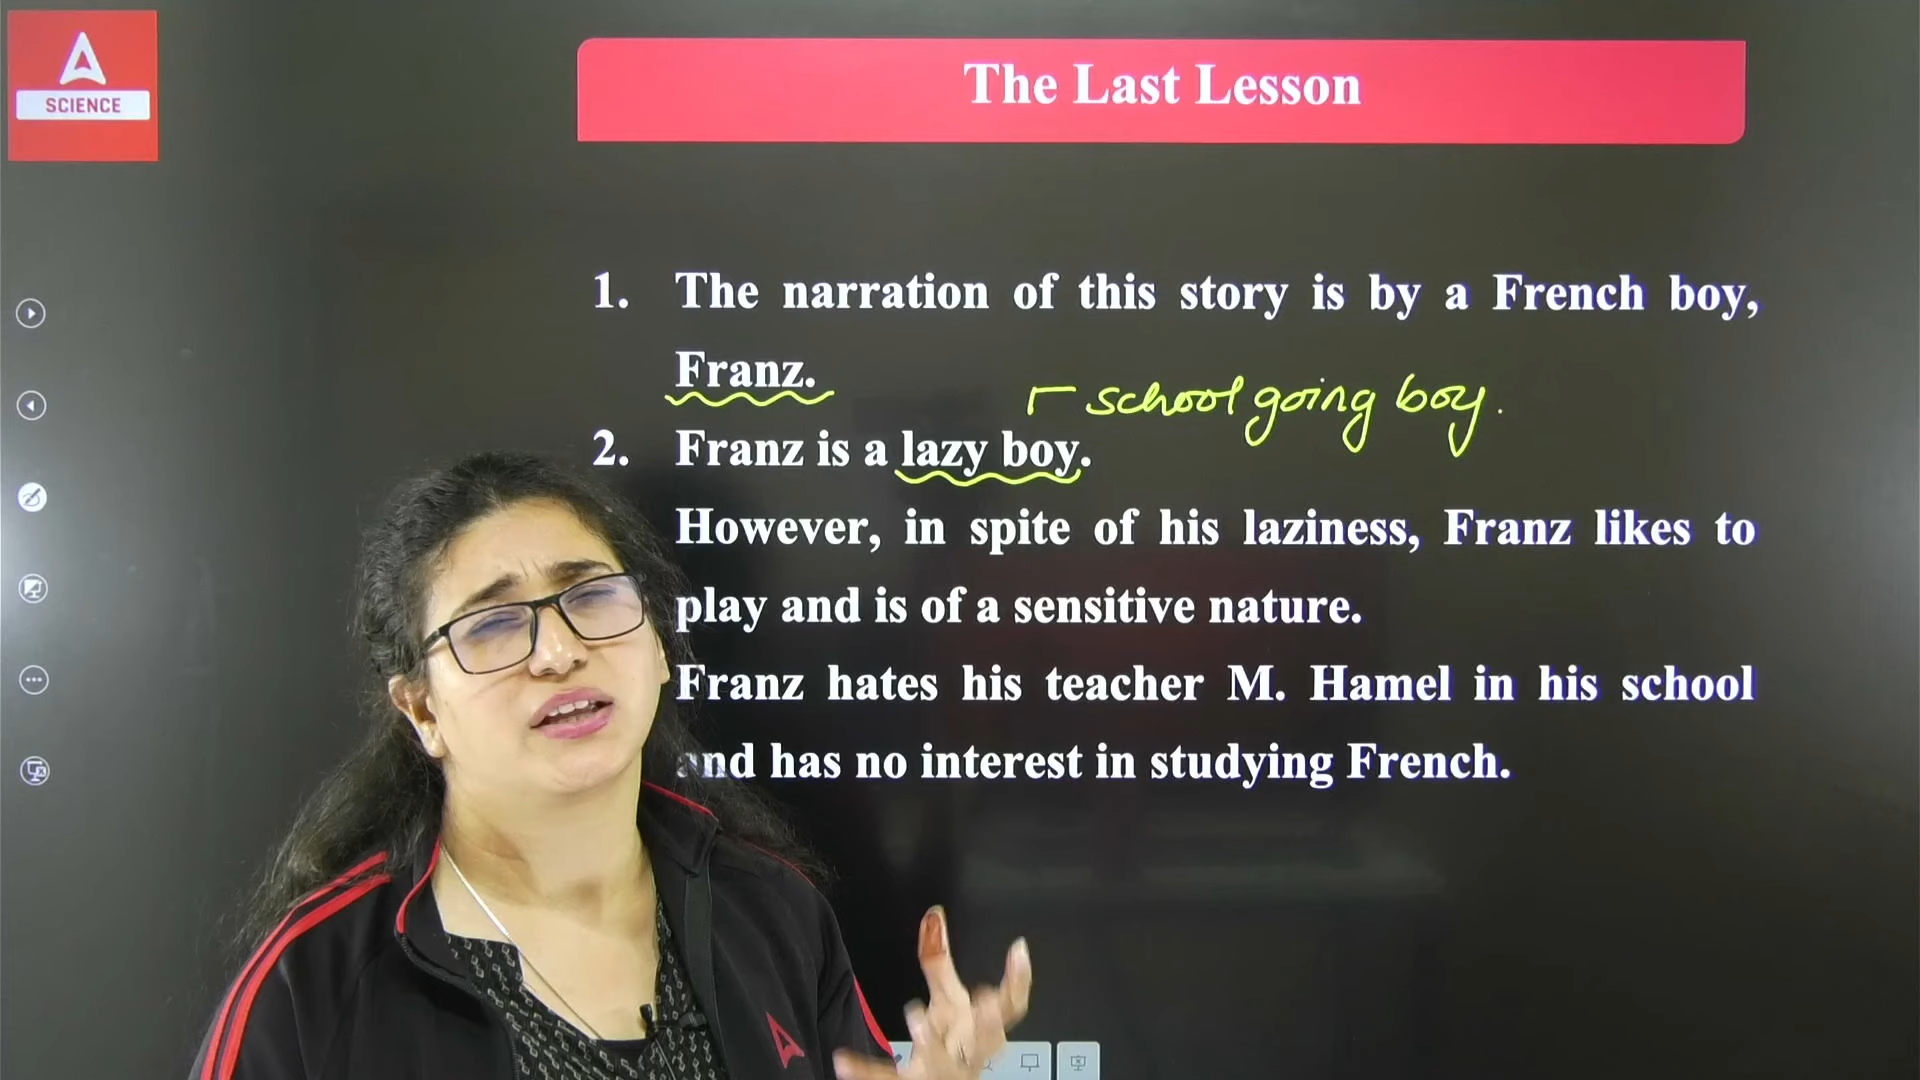 SCIENCE
The Last Lesson
1. The narration of this story is by a French boy,
Franz.
school going boy.
2. Franz is a lazy boy.
However, in spite of his laziness, Franz likes to
play and is of a sensitive nature.
Franz hates his teacher M. Hamel in his school
and has no interest in studying French.